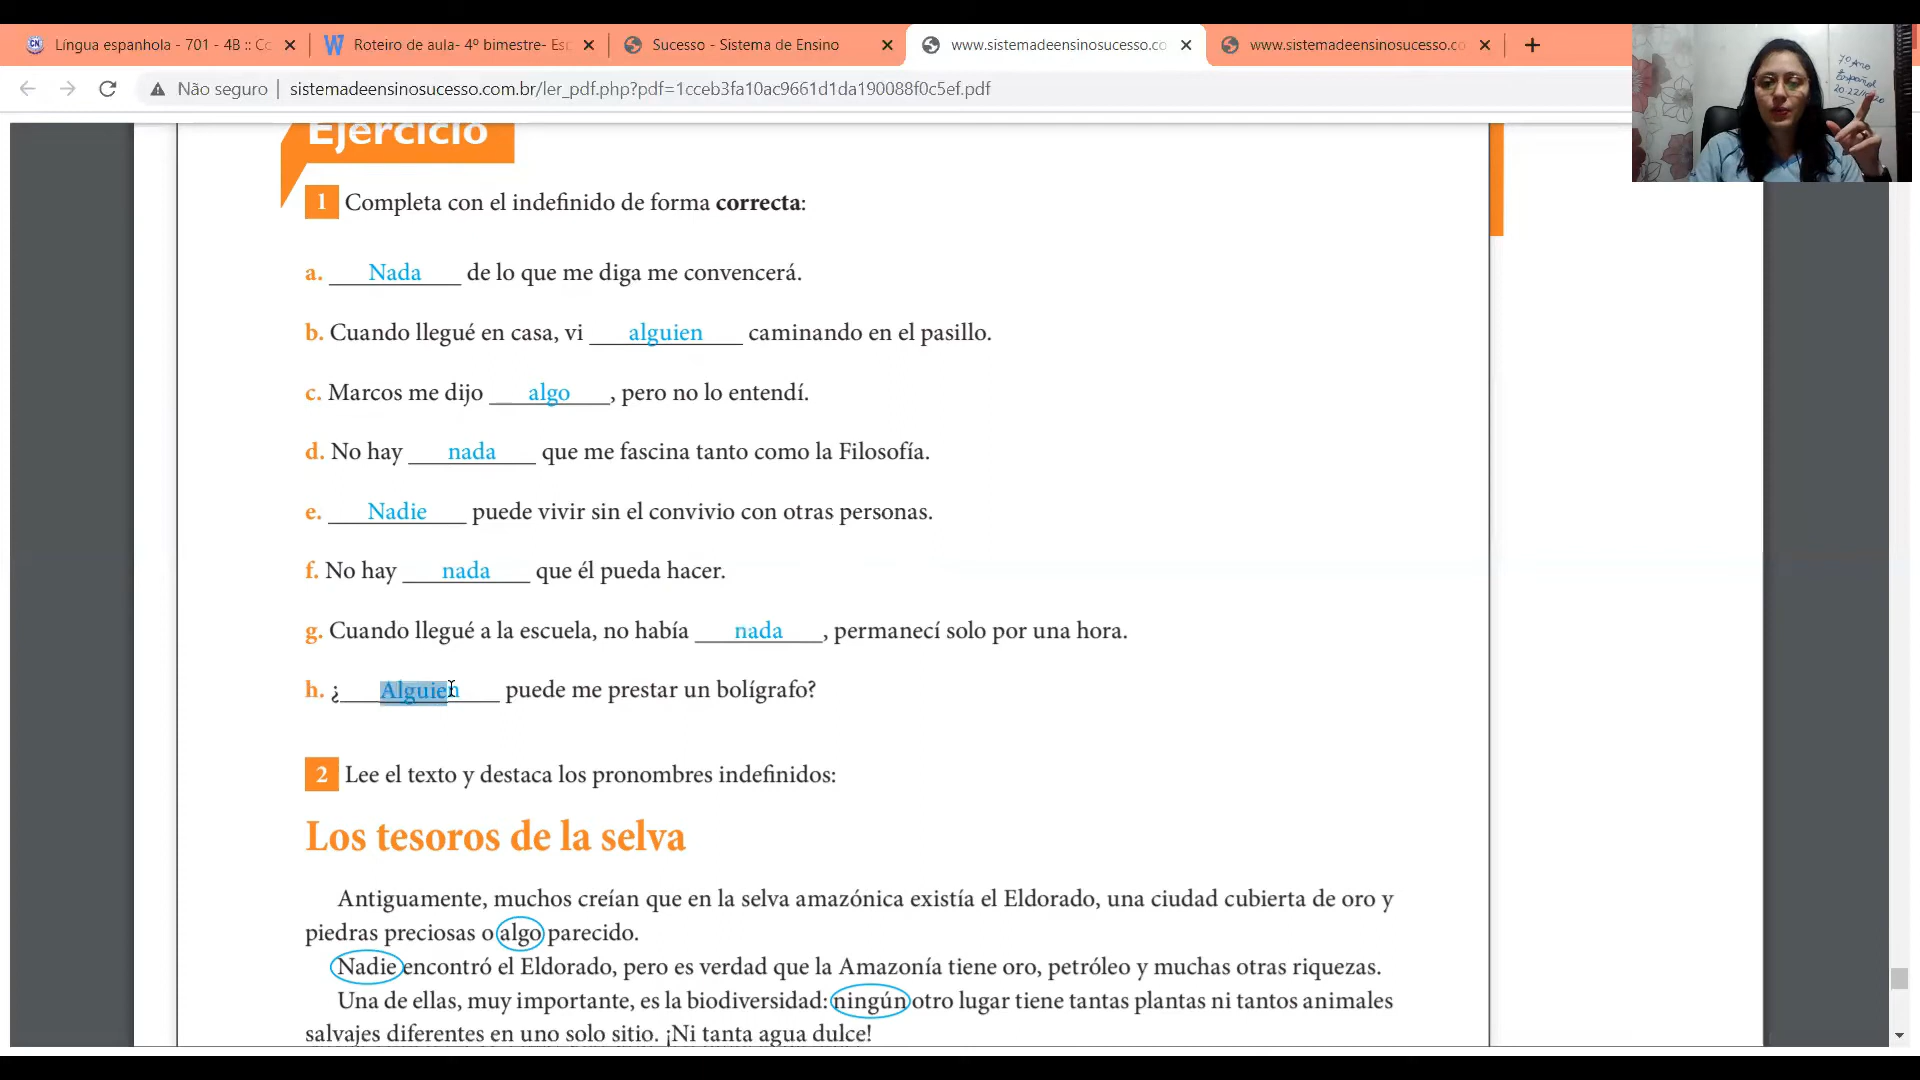 Língua espanhola - 701 - 4B :: Cc
Roteiro de aula- 4º bimestre- Esp
Sucesso - Sistema de Ensino
www.sistemadeensinosucesso.co
www.sistemadeensinosucesso.co
Não seguro
sistemadeensinosucesso.com.br/ler_pdf.php?pdf=1cceb3fa10ac9661d1da190088f0c5ef.pdf
7º Ano
Español
Ejercicio
1 Completa con el indefinido de forma correcta:
a. Nada de lo que me diga me convencerá.
b. Cuando llegué en casa, vi alguien caminando en el pasillo.
c. Marcos me dijo algo, pero no lo entendí.
d. No hay nada que me fascina tanto como la Filosofía.
e. Nadie puede vivir sin el convivio con otras personas.
f. No hay nada que él pueda hacer.
g. Cuando llegué a la escuela, no había nada, permanecí solo por una hora.
h. ¿Alguien puede me prestar un bolígrafo?
2 Lee el texto y destaca los pronombres indefinidos:
Los tesoros de la selva
Antiguamente, muchos creían que en la selva amazónica existía el Eldorado, una ciudad cubierta de oro y
piedras preciosas o algo parecido.
Nadie encontró el Eldorado, pero es verdad que la Amazonía tiene oro, petróleo y muchas otras riquezas.
Una de ellas, muy importante, es la biodiversidad: ningún otro lugar tiene tantas plantas ni tantos animales
salvajes diferentes en uno solo sitio. ¡Ni tanta agua dulce!